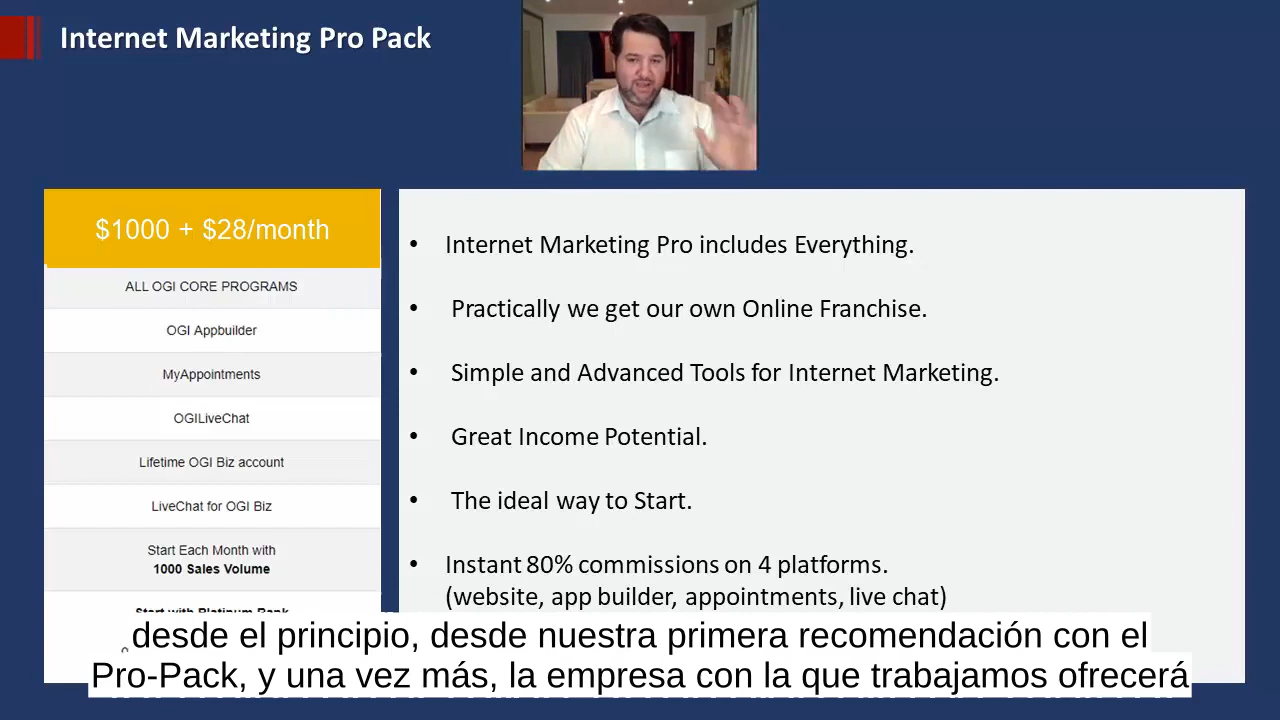 Internet Marketing Pro Pack
$1000 + $28/month
ALL OGI CORE PROGRAMS
OGI Appbuilder
MyAppointments
OGILiveChat
Lifetime OGI Biz account
LiveChat for OGI Biz
Start Each Month with
1000 Sales Volume
Start with Platinum Rank
• Internet Marketing Pro includes Everything.
• Practically we get our own Online Franchise.
• Simple and Advanced Tools for Internet Marketing.
• Great Income Potential.
• The ideal way to Start.
• Instant 80% commissions on 4 platforms.
(website, app builder, appointments, live chat)
desde el principio, desde nuestra primera recomendación con el
Pro-Pack, y una vez más, la empresa con la que trabajamos ofrecerá